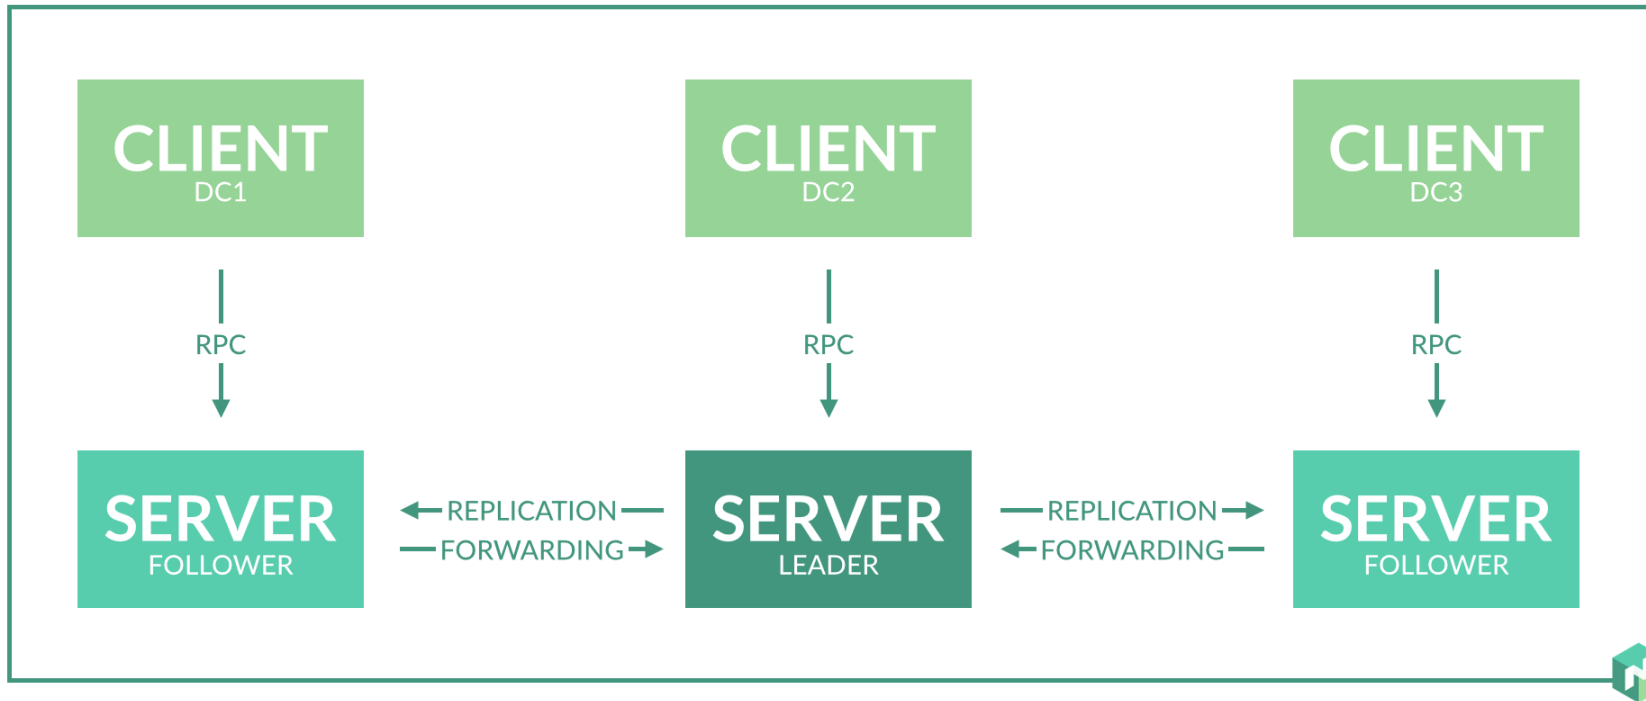 CLIENT
DC1
CLIENT
DC2
CLIENT
DC3
RPC
RPC
RPC
SERVER
FOLLOWER
REPLICATION
FORWARDING
SERVER
LEADER
REPLICATION
FORWARDING
SERVER
FOLLOWER